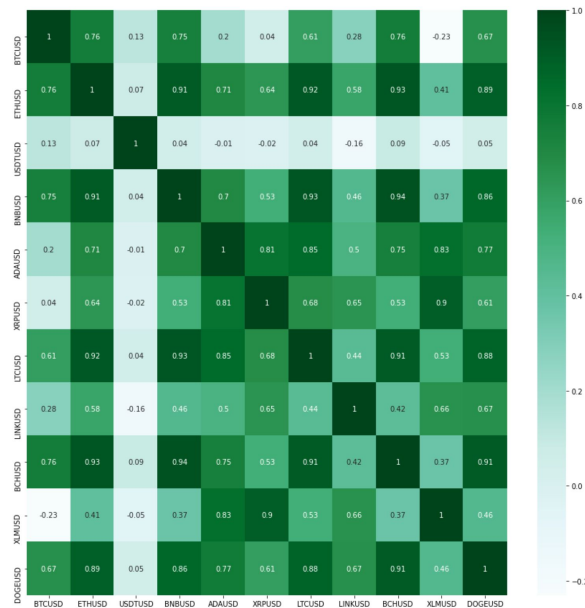 BTCUSD 1 0.76 0.13 0.75 0.2 0.04 0.61 0.28 0.76 -0.23 0.67
ETHUSD 0.76 1 0.07 0.91 0.71 0.64 0.92 0.58 0.93 0.41 0.89
USDTUSD 0.13 0.07 1 0.04 -0.01 -0.02 0.04 -0.16 0.09 -0.05 0.05
BNBUSD 0.75 0.91 0.04 1 0.7 0.53 0.93 0.46 0.94 0.37 0.86
ADAUSD 0.2 0.71 -0.01 0.7 1 0.81 0.85 0.5 0.75 0.83 0.77
XRPUSD 0.04 0.64 -0.02 0.53 0.81 1 0.68 0.65 0.53 0.9 0.61
LTCUSD 0.61 0.92 0.04 0.93 0.85 0.68 1 0.44 0.91 0.53 0.88
LINKUSD 0.28 0.58 -0.16 0.46 0.5 0.65 0.44 1 0.42 0.66 0.67
BCHUSD 0.76 0.93 0.09 0.94 0.75 0.53 0.91 0.42 1 0.37 0.91
XLMUSD -0.23 0.41 -0.05 0.37 0.83 0.9 0.53 0.66 0.37 1 0.46
DOGEUSD 0.67 0.89 0.05 0.86 0.77 0.61 0.88 0.67 0.91 0.46 1
BTCUSD ETHUSD USDTUSD BNBUSD ADAUSD XRPUSD LTCUSD LINKUSD BCHUSD XLMUSD DOGEUSD
1.0
0.8
0.6
0.4
0.2
0.0
−0.2